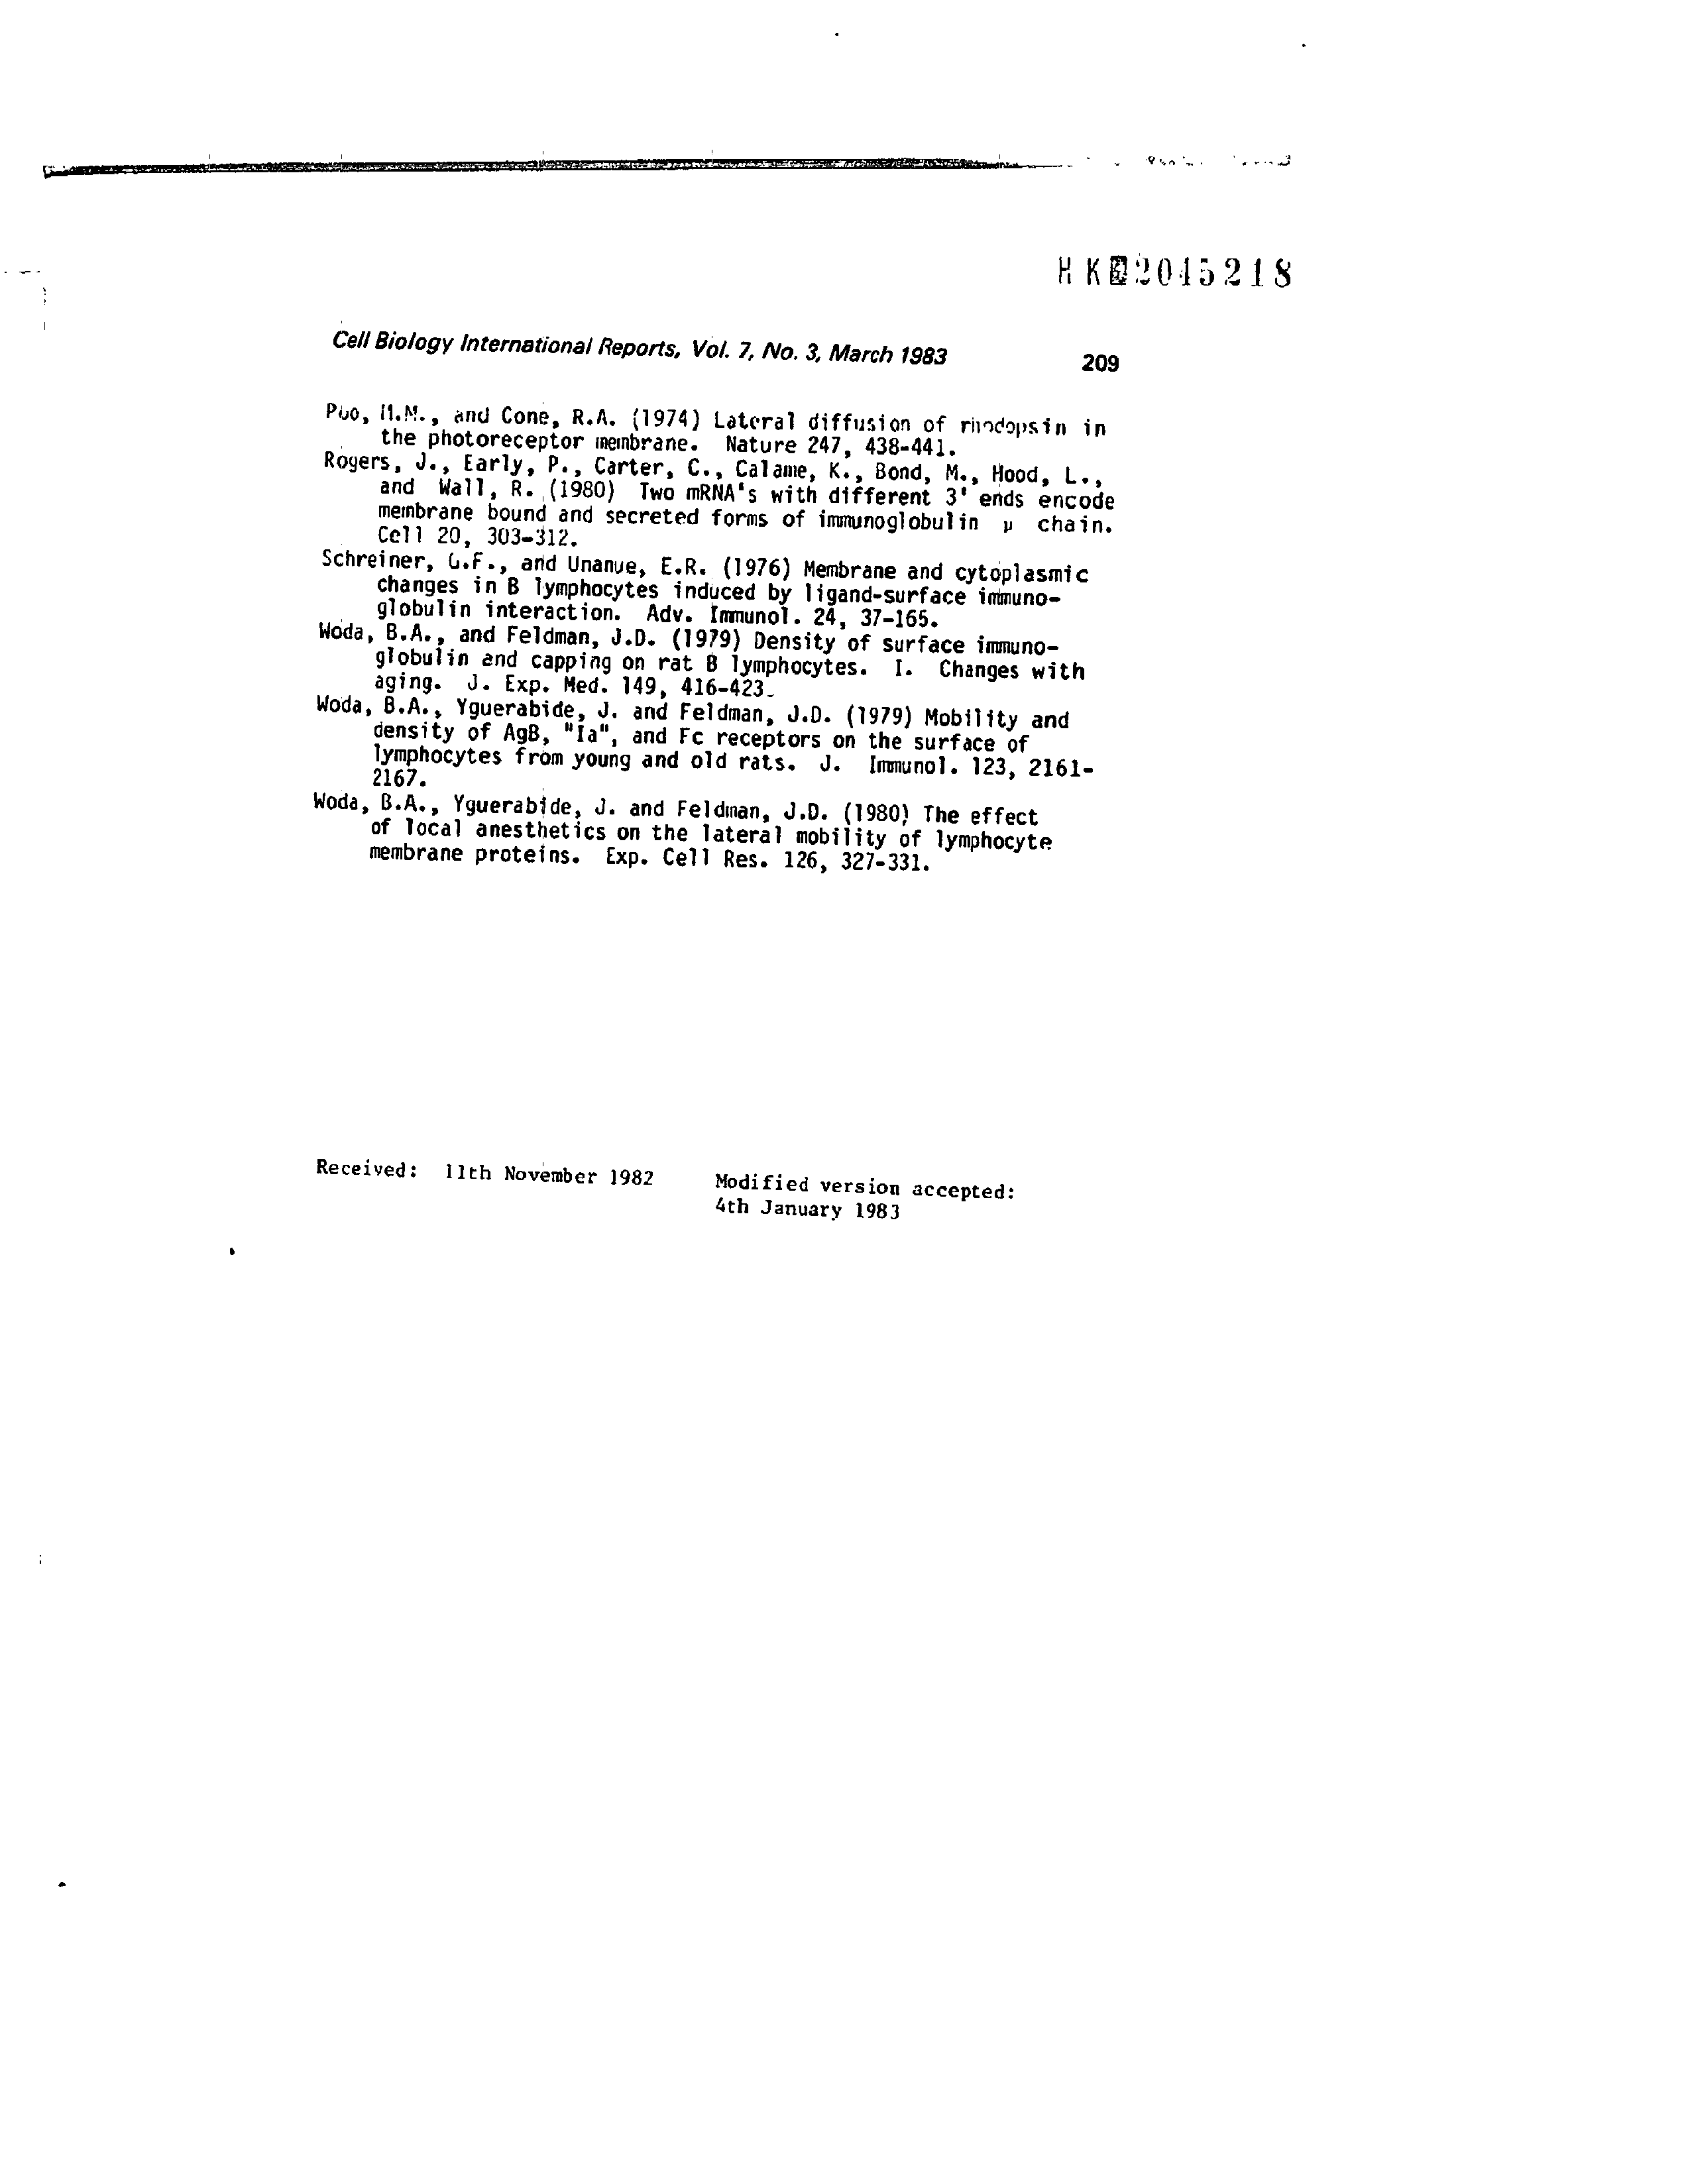 HK 2045218
Cell Biology International Reports, Vol. 7, No. 3, March 1983 209
Poo, M.M., and Cone, R.A. (1974) Lateral diffusion of rhodopsin in
the photoreceptor membrane. Nature 247, 438-441.
Rogers, J., Early, P., Carter, C., Calame, K., Bond, M., Hood, L.,
and Wall, R. (1980) Two mRNA's with different 3' ends encode
membrane bound and secreted forms of immunoglobulin µ chain.
Cell 20, 303-312.
Schreiner, G.F., and Unanue, E.R. (1976) Membrane and cytoplasmic
changes in B lymphocytes induced by ligand-surface immuno-
globulin interaction. Adv. Immunol. 24, 37-165.
Woda, B.A., and Feldman, J.D. (1979) Density of surface immuno-
globulin and capping on rat B lymphocytes. I. Changes with
aging. J. Exp. Med. 149, 416-423.
Woda, B.A., Yguerabide, J. and Feldman, J.D. (1979) Mobility and
density of AgB, "Ia", and Fc receptors on the surface of
lymphocytes from young and old rats. J. Immunol. 123, 2161-
2167.
Woda, B.A., Yguerabide, J. and Feldman, J.D. (1980) The effect
of local anesthetics on the lateral mobility of lymphocyte
membrane proteins. Exp. Cell Res. 126, 327-331.
Received: 11th November 1982 Modified version accepted:
4th January 1983